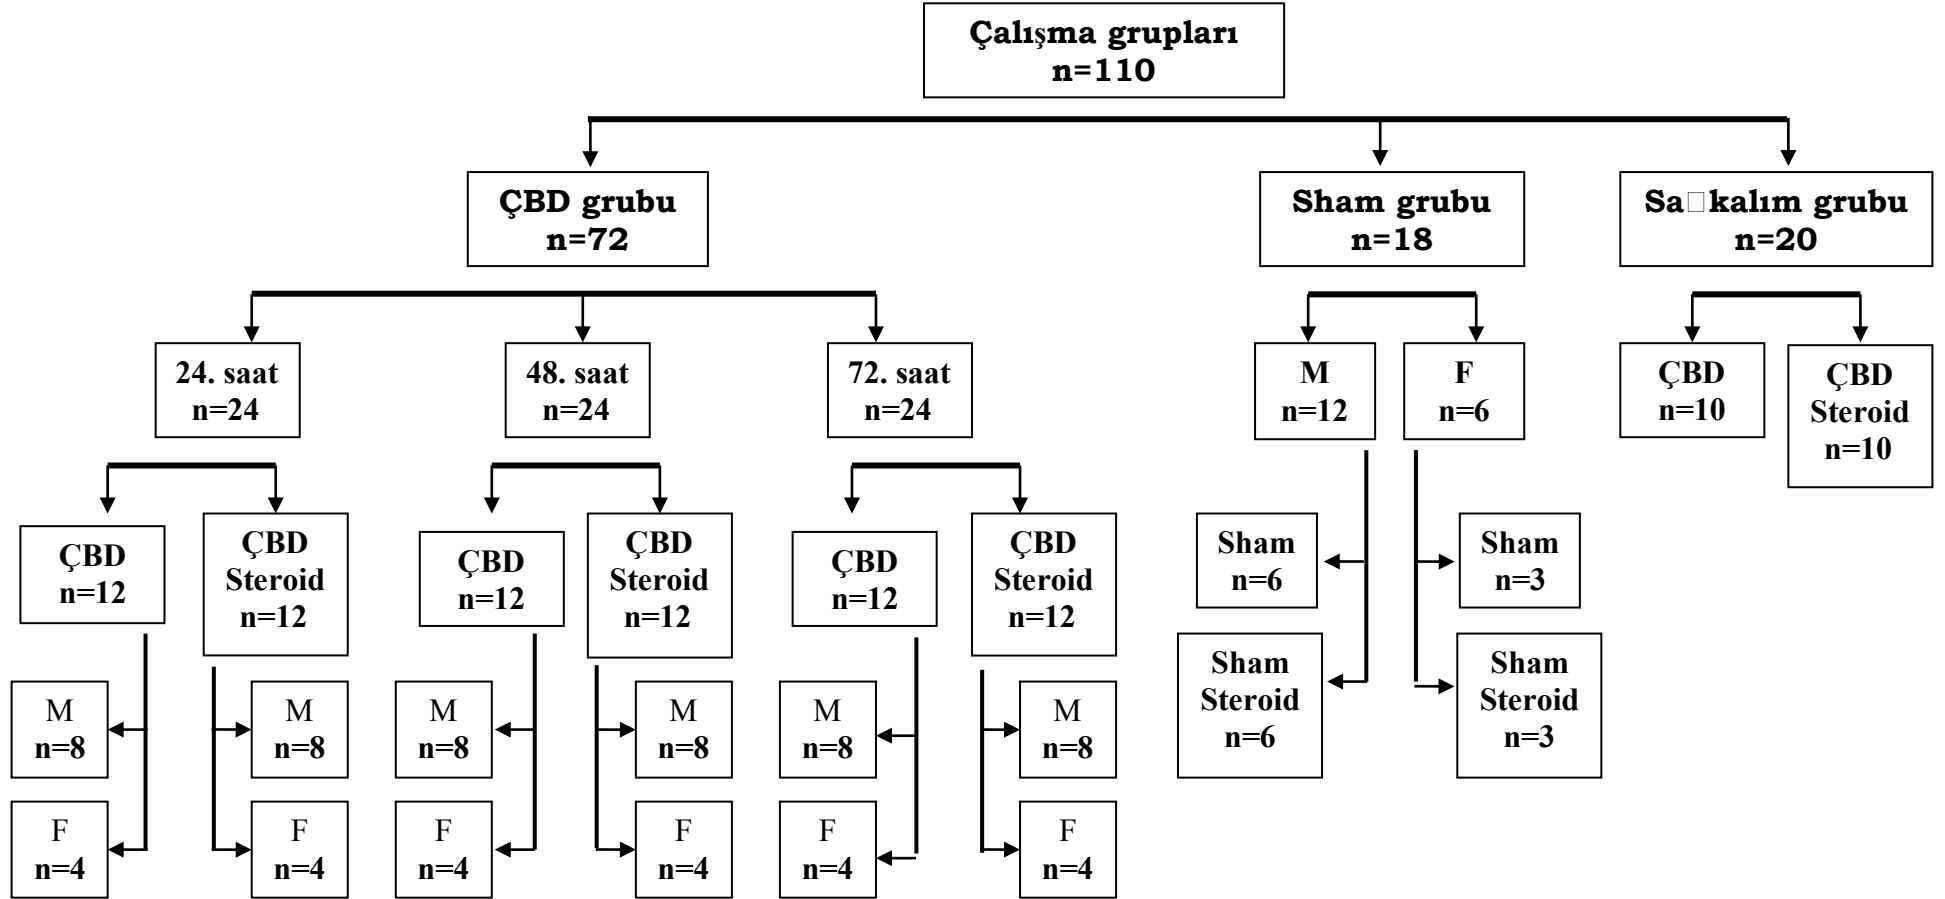 Çalışma grupları
n=110
ÇBD grubu
n=72
Sham grubu
n=18
Sa□kalım grubu
n=20
24. saat
n=24
48. saat
n=24
72. saat
n=24
M
n=12
F
n=6
ÇBD
n=10
ÇBD
Steroid
n=10
ÇBD
n=12
ÇBD
Steroid
n=12
ÇBD
n=12
ÇBD
Steroid
n=12
ÇBD
n=12
ÇBD
Steroid
n=12
Sham
n=6
Sham
n=3
Sham
Steroid
n=6
Sham
Steroid
n=3
M
n=8
M
n=8
M
n=8
M
n=8
M
n=8
M
n=8
F
n=4
F
n=4
F
n=4
F
n=4
F
n=4
F
n=4